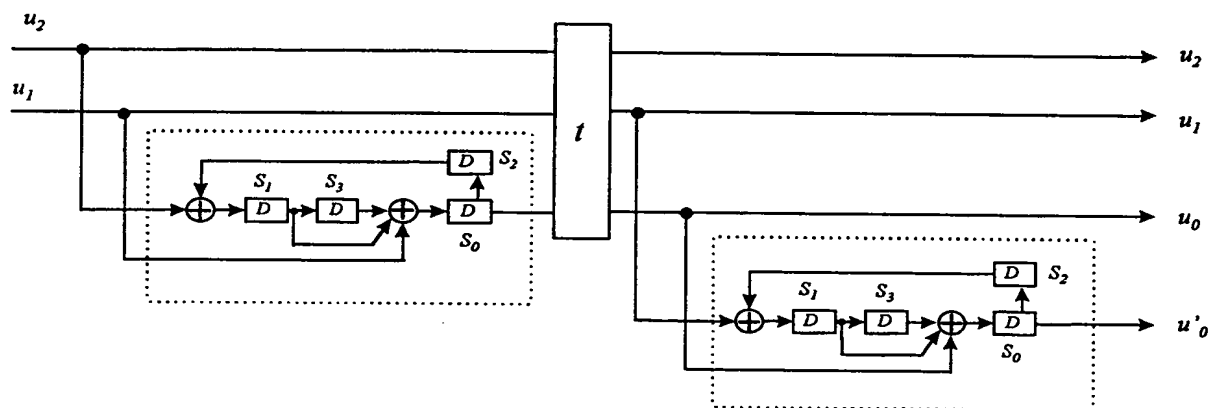 u₂
u₂
u₁
t
u₁
D S₂
S₁ S₃
D D D
S₀
u₀
D S₂
S₁ S₃
D D D
u'₀
S₀